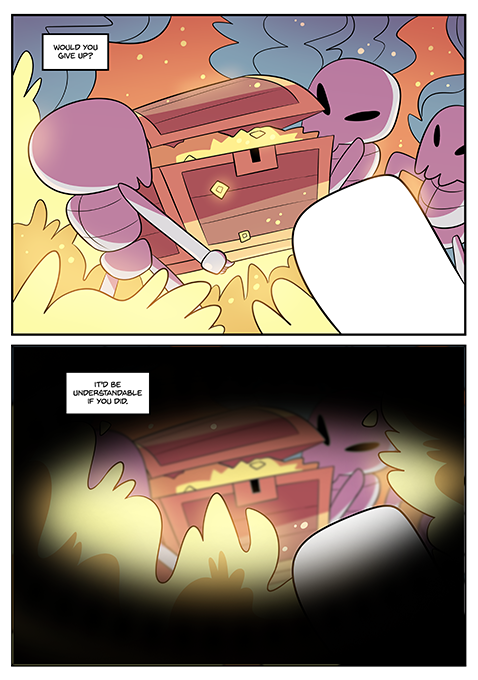 WOULD YOU
GIVE UP?
IT'D BE
UNDERSTANDABLE
IF YOU DID.